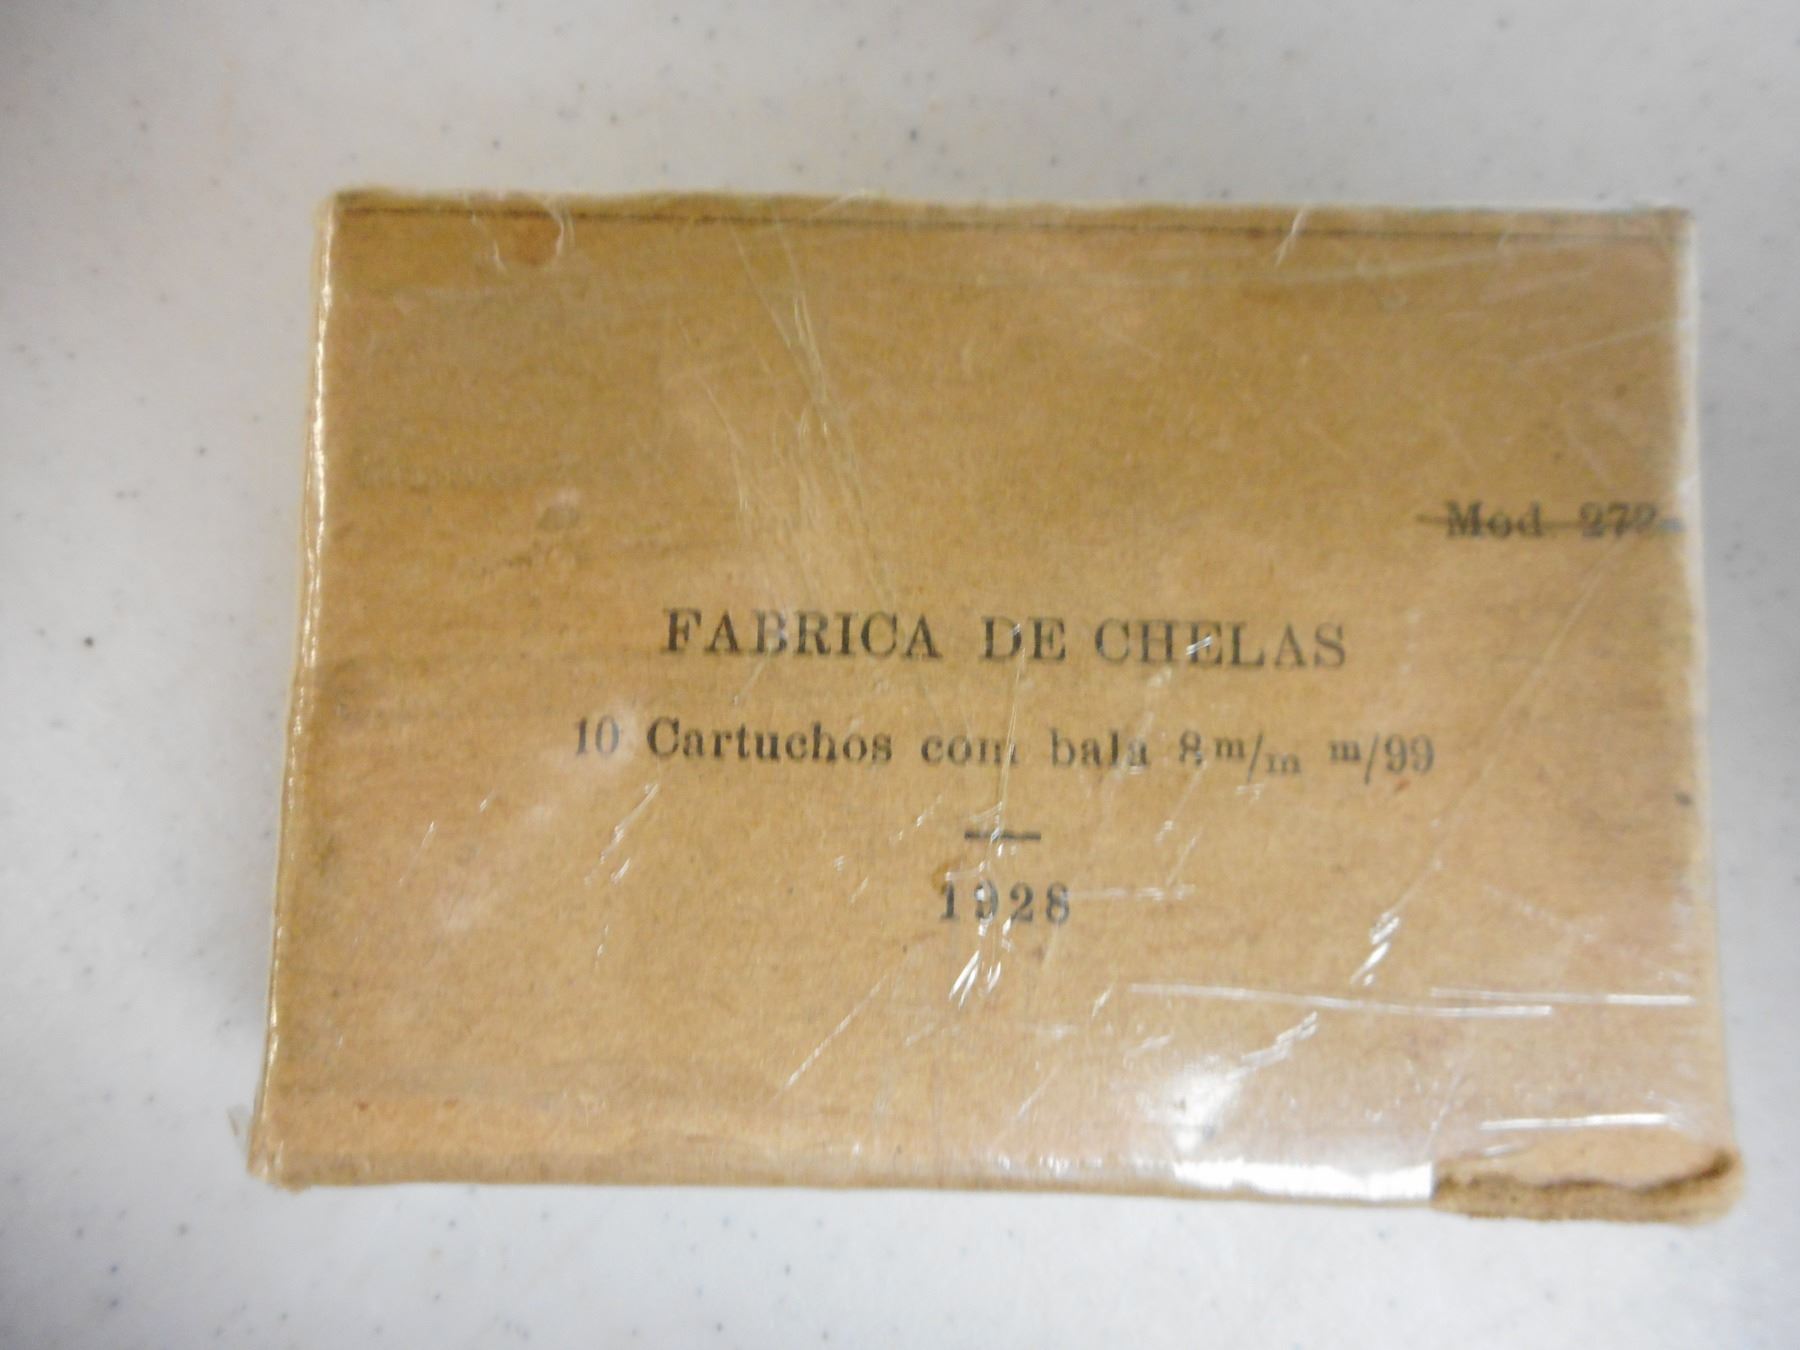 Mod 272
FABRICA DE CHELAS
10 Cartuchos com bala 8 m/m m/99
1928